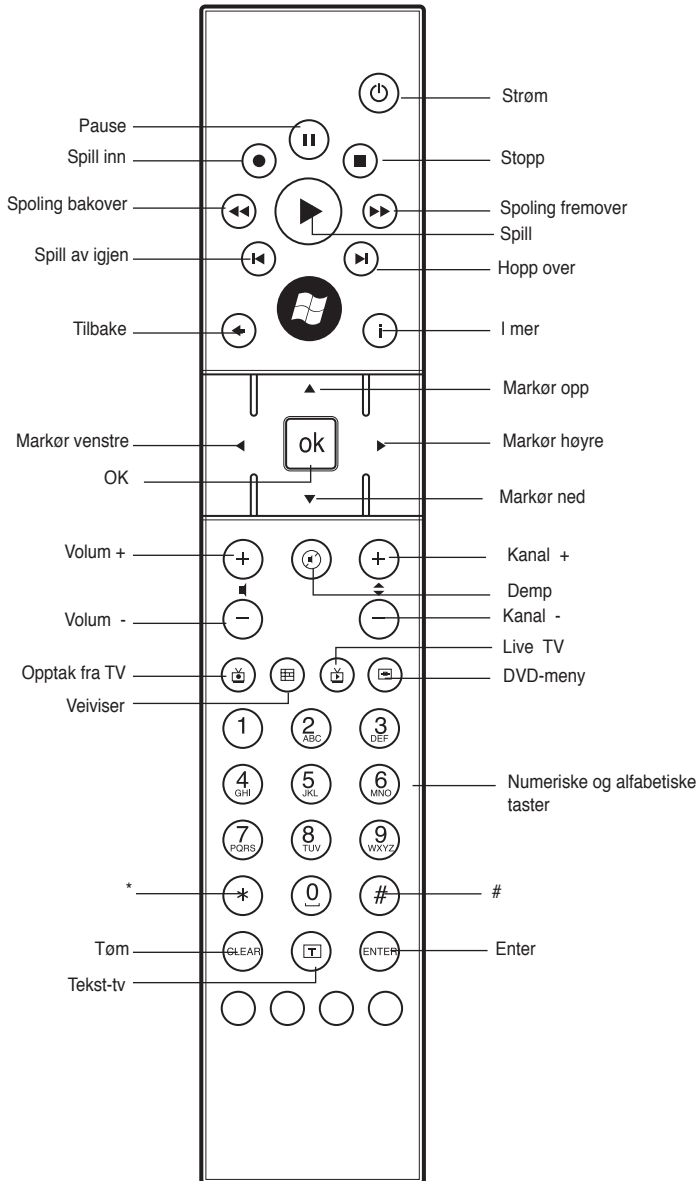 Strøm
Pause
Spill inn
Stopp
Spoling bakover
Spoling fremover
Spill
Spill av igjen
Hopp over
Tilbake
i
I mer
Markør opp
Markør venstre
ok
Markør høyre
OK
Markør ned
Volum +
+
+
Kanal +
Demp
Volum -
−
−
Kanal -
Live TV
Opptak fra TV
DVD-meny
Veiviser
1
2
3
ABC
DEF
4
5
6
GHI
JKL
MNO
Numeriske og alfabetiske
taster
7
8
9
PQRS
TUV
WXYZ
*
*
0
#
#
Tøm
CLEAR
T
ENTER
Enter
Tekst-tv